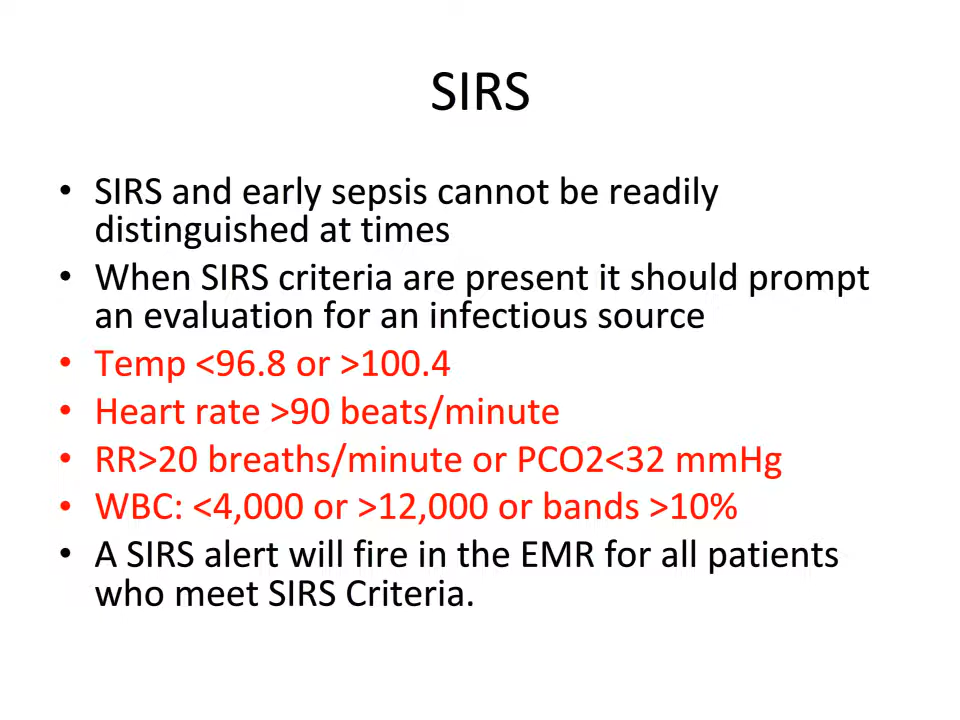 SIRS
• SIRS and early sepsis cannot be readily
distinguished at times
• When SIRS criteria are present it should prompt
an evaluation for an infectious source
• Temp <96.8 or >100.4
• Heart rate >90 beats/minute
• RR>20 breaths/minute or PCO2<32 mmHg
• WBC: <4,000 or >12,000 or bands >10%
• A SIRS alert will fire in the EMR for all patients
who meet SIRS Criteria.